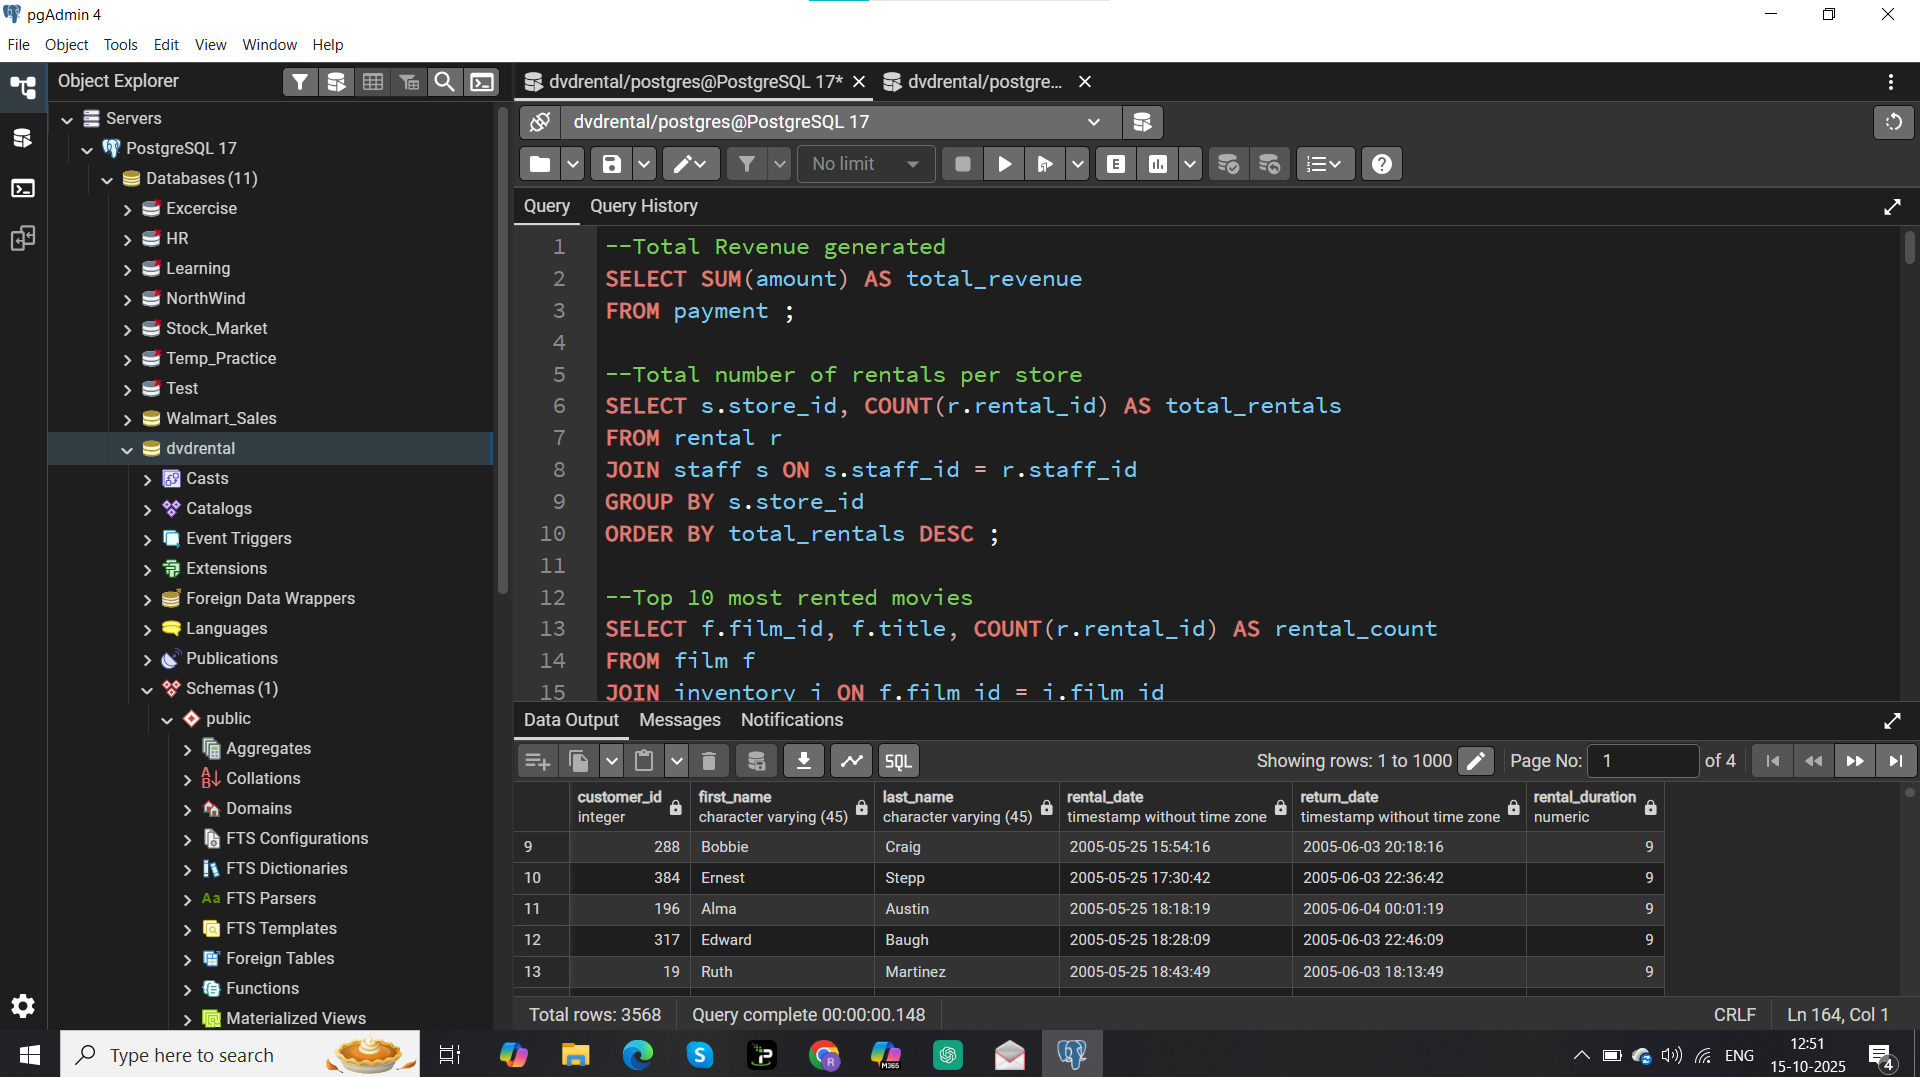 pgAdmin 4
File Object Tools Edit View Window Help
Object Explorer
Servers
PostgreSQL 17
Databases (11)
Excercise
HR
Learning
NorthWind
Stock_Market
Temp_Practice
Test
Walmart_Sales
dvdrental
Casts
Catalogs
Event Triggers
Extensions
Foreign Data Wrappers
Languages
Publications
Schemas (1)
public
Aggregates
Collations
Domains
FTS Configurations
FTS Dictionaries
Aa FTS Parsers
FTS Templates
Foreign Tables
Functions
Materialized Views
dvdrental/postgres@PostgreSQL 17* dvdrental/postgre...
dvdrental/postgres@PostgreSQL 17
No limit E
Query Query History
1 --Total Revenue generated
2 SELECT SUM(amount) AS total_revenue
3 FROM payment ;
4
5 --Total number of rentals per store
6 SELECT s.store_id, COUNT(r.rental_id) AS total_rentals
7 FROM rental r
8 JOIN staff s ON s.staff_id = r.staff_id
9 GROUP BY s.store_id
10 ORDER BY total_rentals DESC ;
11
12 --Top 10 most rented movies
13 SELECT f.film_id, f.title, COUNT(r.rental_id) AS rental_count
14 FROM film f
15 JOIN inventory i ON f.film_id = i.film_id
Data Output Messages Notifications
SQL Showing rows: 1 to 1000 Page No: 1 of 4
customer_id first_name last_name rental_date return_date rental_duration
integer character varying (45) character varying (45) timestamp without time zone timestamp without time zone numeric
9 288 Bobbie Craig 2005-05-25 15:54:16 2005-06-03 20:18:16 9
10 384 Ernest Stepp 2005-05-25 17:30:42 2005-06-03 22:36:42 9
11 196 Alma Austin 2005-05-25 18:18:19 2005-06-04 00:01:19 9
12 317 Edward Baugh 2005-05-25 18:28:09 2005-06-03 22:46:09 9
13 19 Ruth Martinez 2005-05-25 18:43:49 2005-06-03 18:13:49 9
Total rows: 3568 Query complete 00:00:00.148 CRLF Ln 164, Col 1
Type here to search
M365
ENG
12:51
15-10-2025
4